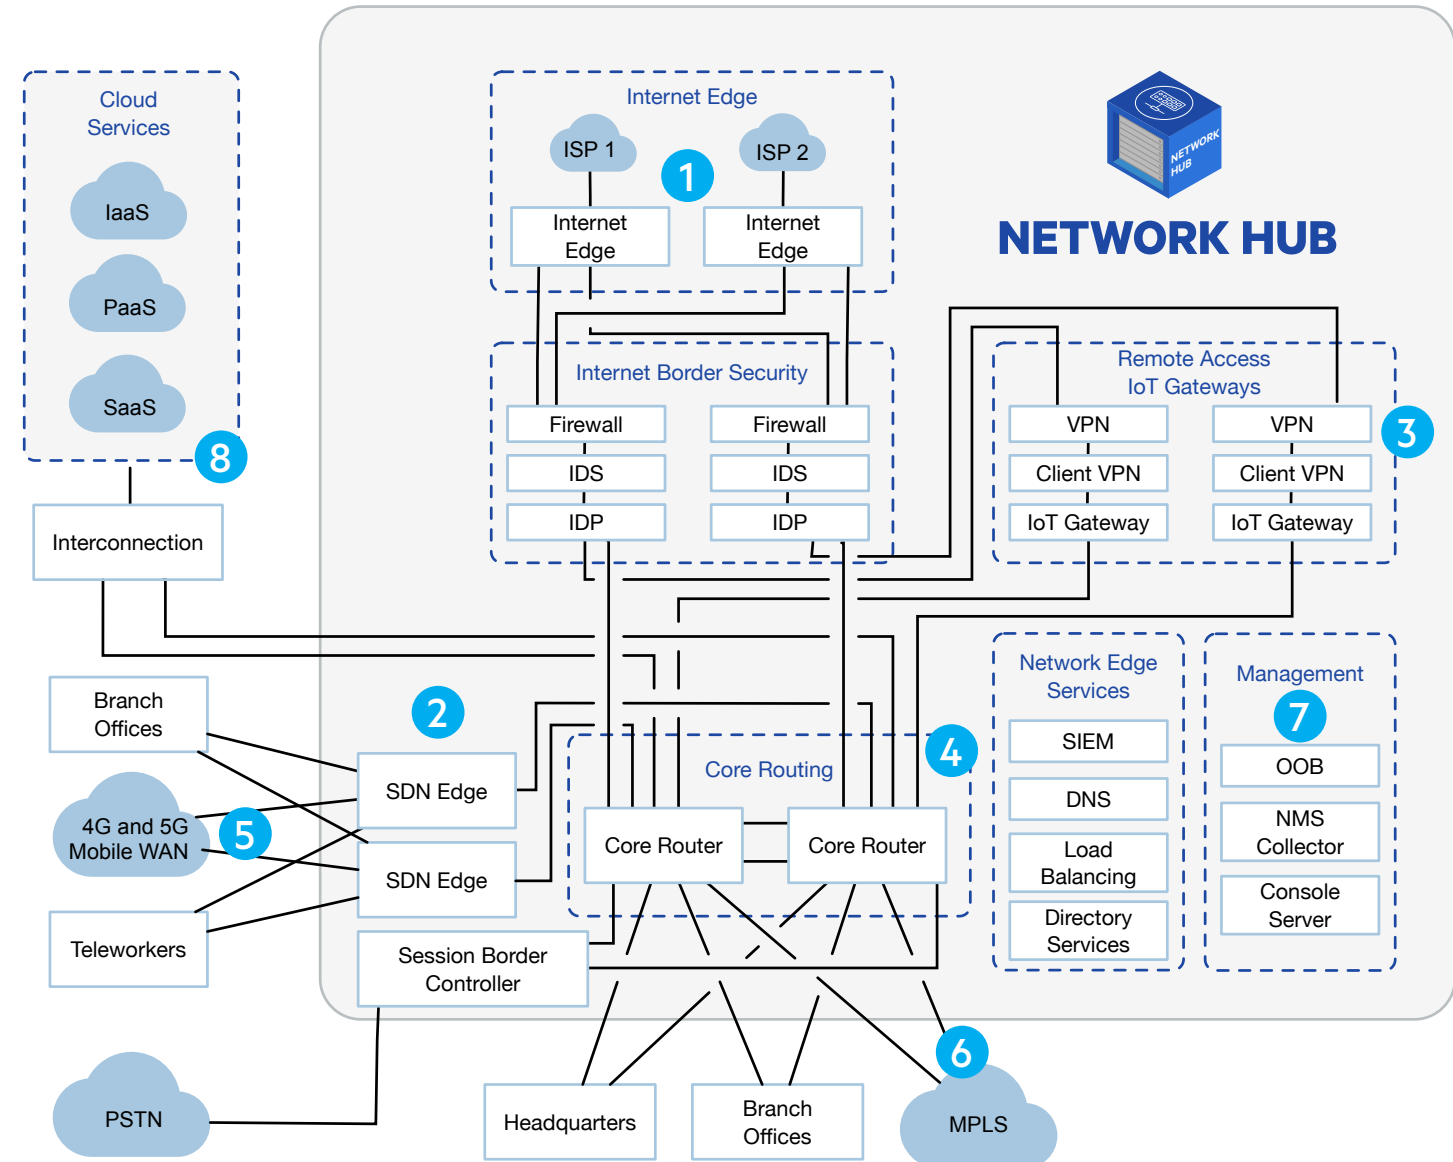 Cloud
Services
IaaS
PaaS
SaaS
8
Interconnection
Internet Edge
ISP 1
ISP 2
1
Internet
Edge
Internet
Edge
NETWORK
HUB
NETWORK HUB
Internet Border Security
Firewall
IDS
IDP
Firewall
IDS
IDP
Remote Access
IoT Gateways
VPN
Client VPN
IoT Gateway
VPN
Client VPN
IoT Gateway
3
Branch
Offices
4G and 5G
Mobile WAN
5
Teleworkers
2
SDN Edge
SDN Edge
Session Border
Controller
Core Routing
4
Core Router
Core Router
Network Edge
Services
SIEM
DNS
Load
Balancing
Directory
Services
Management
7
OOB
NMS
Collector
Console
Server
PSTN
Headquarters
Branch
Offices
6
MPLS